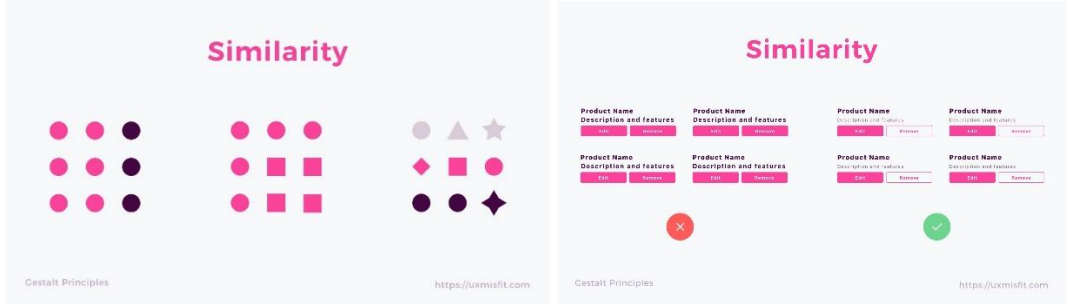 Similarity
Gestalt Principles
https://uxmisfit.com
Similarity
Product Name
Description and features
Edit Remove
Product Name
Description and features
Edit Remove
Product Name
Description and features
Edit Remove
Product Name
Description and features
Edit Remove
Product Name
Description and features
Edit Remove
Product Name
Description and features
Edit Remove
Product Name
Description and features
Edit Remove
Product Name
Description and features
Edit Remove
Gestalt Principles
https://uxmisfit.com